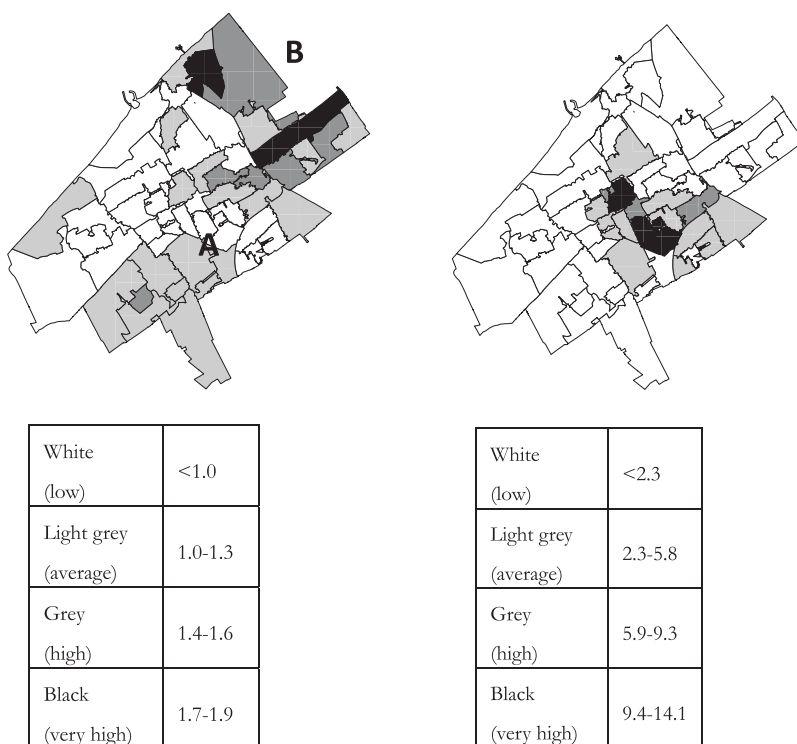 B
A
White
(low)
<1.0
Light grey
(average)
1.0-1.3
Grey
(high)
1.4-1.6
Black
(very high)
1.7-1.9
White
(low)
<2.3
Light grey
(average)
2.3-5.8
Grey
(high)
5.9-9.3
Black
(very high)
9.4-14.1